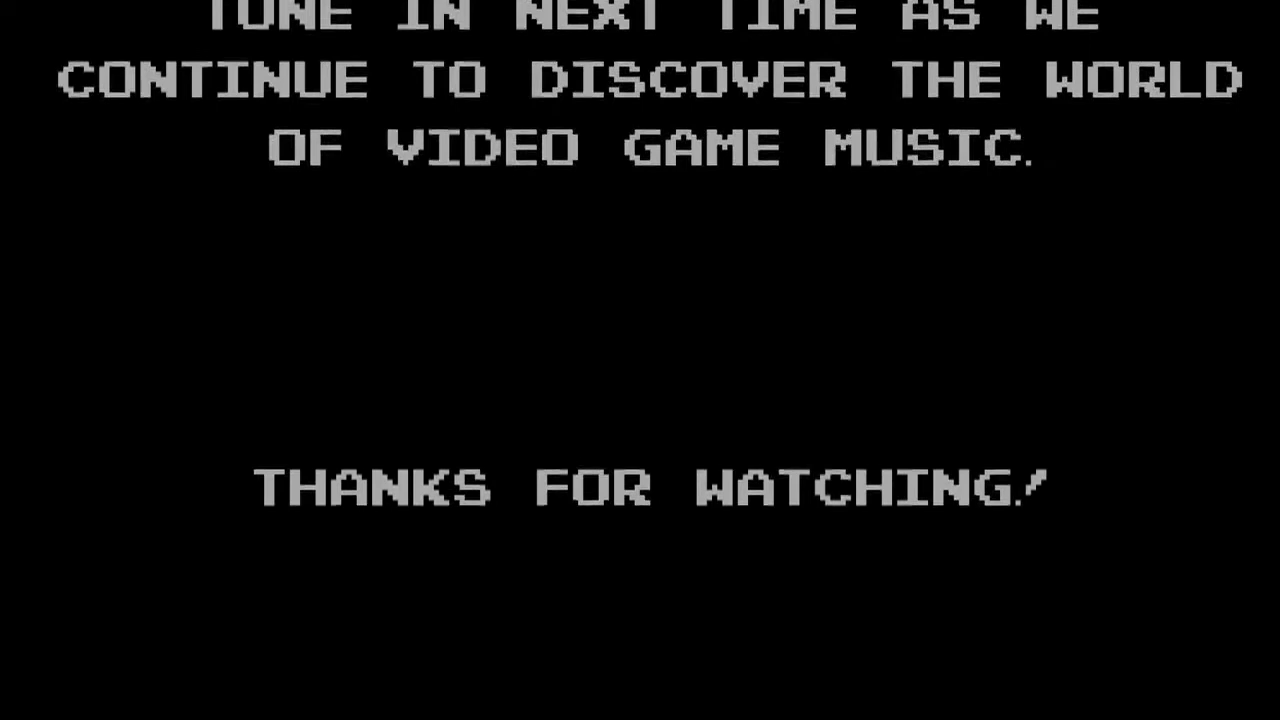 TUNE IN NEXT TIME AS WE
CONTINUE TO DISCOVER THE WORLD
OF VIDEO GAME MUSIC.
THANKS FOR WATCHING!